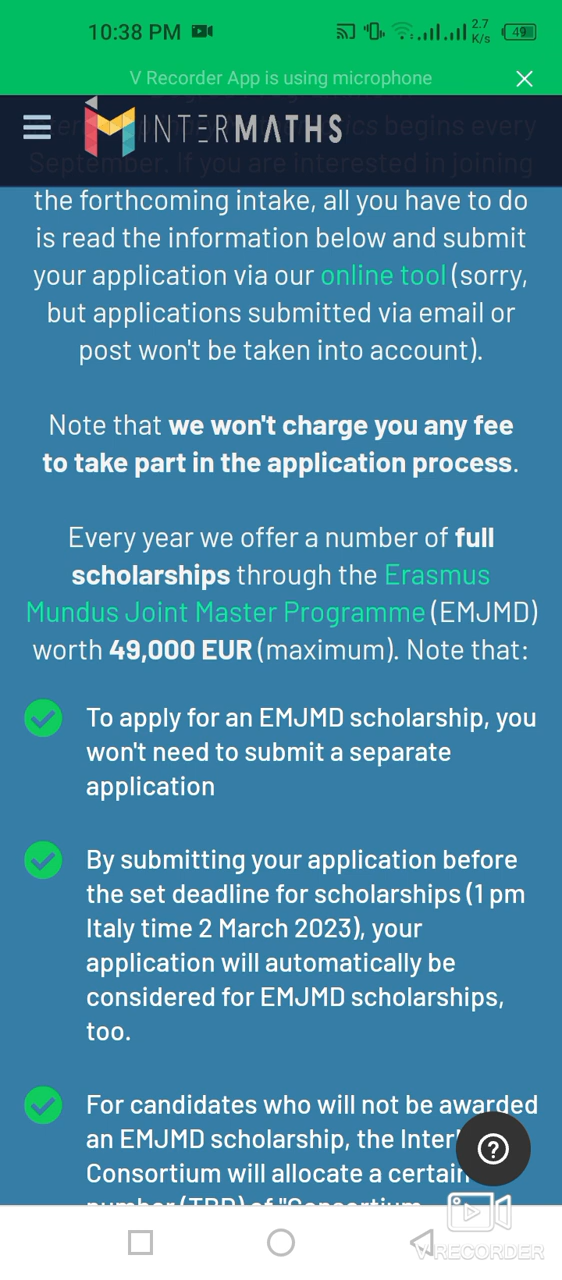 10:38 PM
2.7
K/s
49
V Recorder App is using microphone
INTERMATHS
begins every
September. If you are interested in joining
the forthcoming intake, all you have to do
is read the information below and submit
your application via our online tool (sorry,
but applications submitted via email or
post won't be taken into account).
Note that we won't charge you any fee
to take part in the application process.
Every year we offer a number of full
scholarships through the Erasmus
Mundus Joint Master Programme (EMJMD)
worth 49,000 EUR (maximum). Note that:
To apply for an EMJMD scholarship, you
won't need to submit a separate
application
By submitting your application before
the set deadline for scholarships (1 pm
Italy time 2 March 2023), your
application will automatically be
considered for EMJMD scholarships,
too.
For candidates who will not be awarded
an EMJMD scholarship, the Inter
Consortium will allocate a certain
number (TBD) of "Consortium
VRECORDER